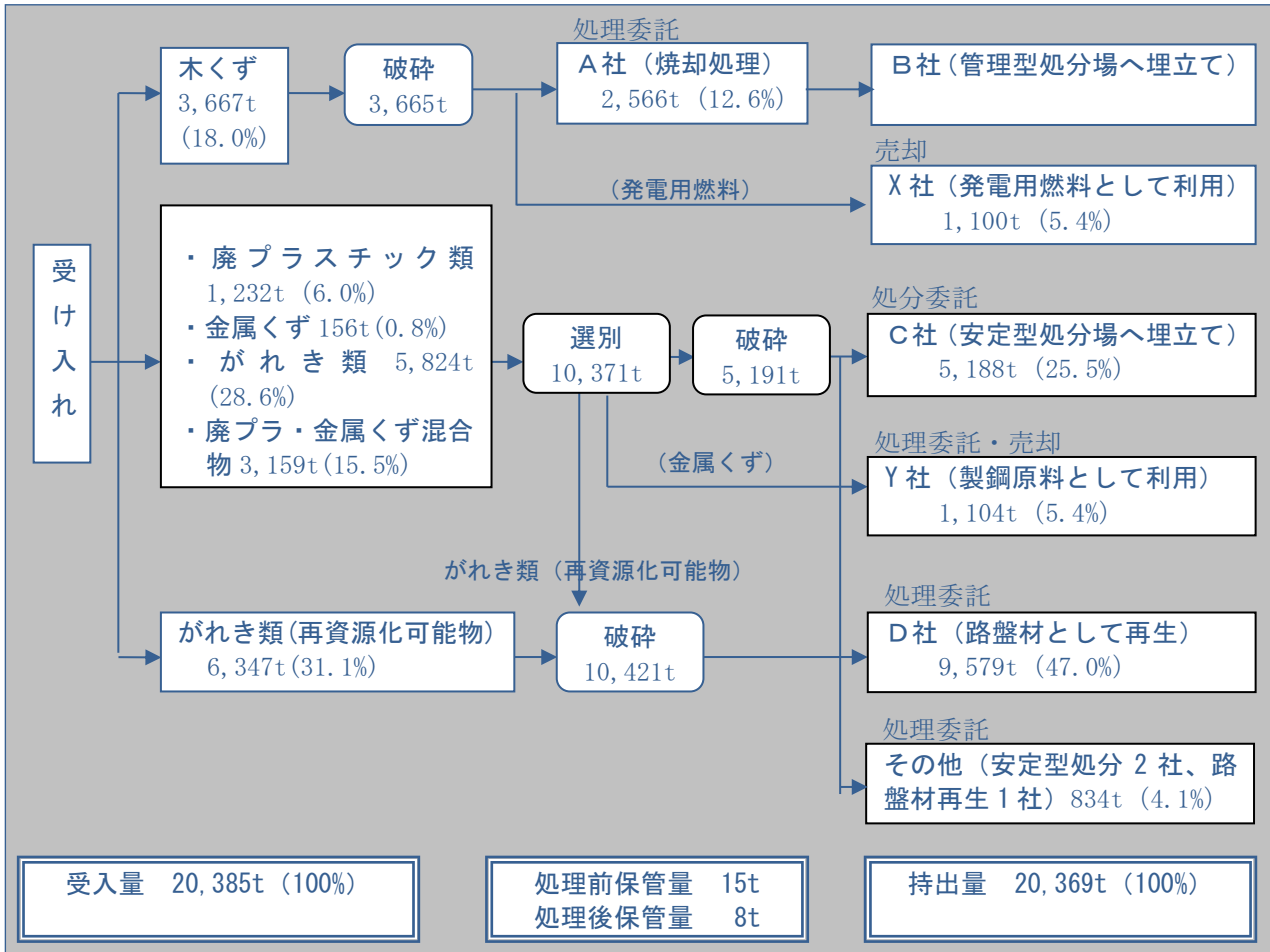 処理委託
木くず
3,667t
(18.0%)
破砕
3,665t
A社（焼却処理）
2,566t (12.6%)
B社(管理型処分場へ埋立て)
売却
X社（発電用燃料として利用）
1,100t (5.4%)
(発電用燃料)
受け入れ
・廃プラスチック類
1,232t (6.0%)
・金属くず 156t(0.8%)
・がれき類 5,824t
(28.6%)
・廃プラ・金属くず混合
物 3,159t(15.5%)
選別
10,371t
破砕
5,191t
処分委託
C社（安定型処分場へ埋立て）
5,188t (25.5%)
処理委託・売却
(金属くず)
Y社（製鋼原料として利用）
1,104t (5.4%)
がれき類（再資源化可能物）
がれき類(再資源化可能物)
6,347t(31.1%)
破砕
10,421t
処理委託
D社（路盤材として再生）
9,579t (47.0%)
処理委託
その他（安定型処分 2 社、路
盤材再生１社）834t (4.1%)
受入量　20,385t (100%)
処理前保管量　15t
処理後保管量　8t
持出量　20,369t (100%)